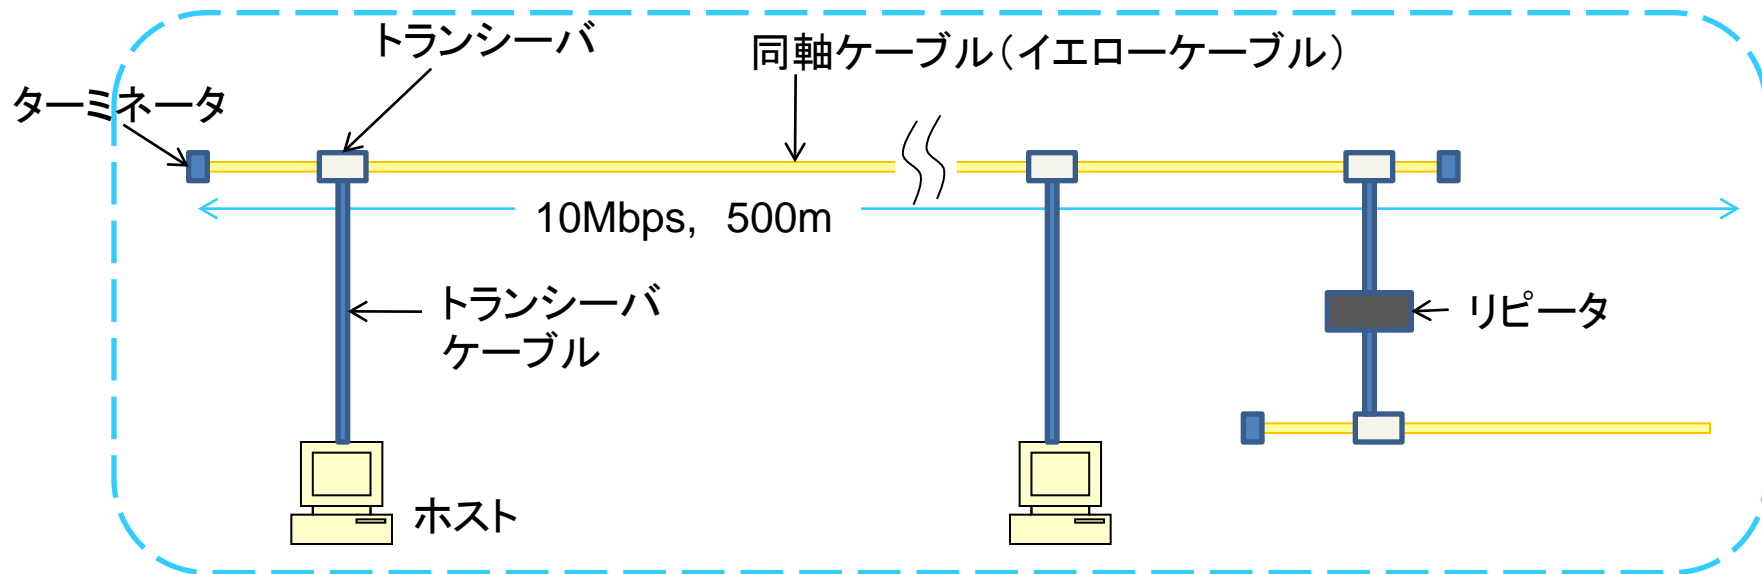 トランシーバ
同軸ケーブル(イエローケーブル)
ターミネータ
10Mbps, 500m
トランシーバ
ケーブル
リピータ
ホスト